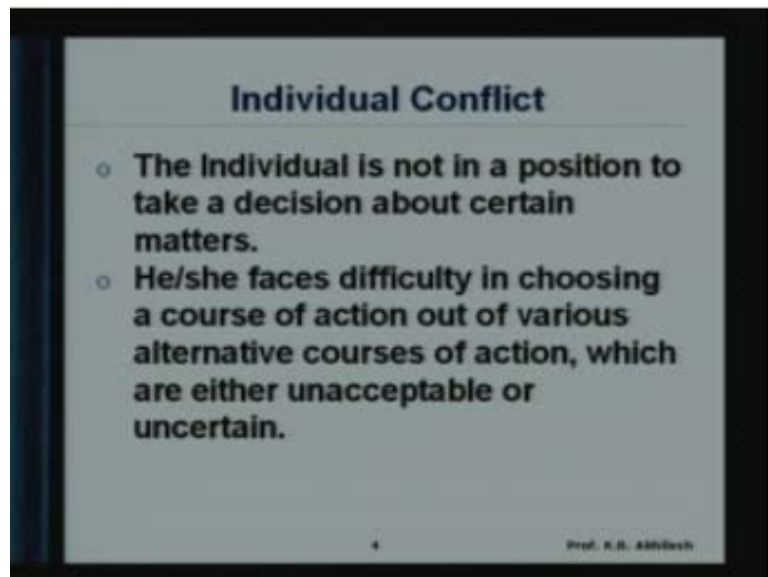 Individual Conflict
o The Individual is not in a position to
take a decision about certain
matters.
o He/she faces difficulty in choosing
a course of action out of various
alternative courses of action, which
are either unacceptable or
uncertain.
4
Prof. K.B. Akhilesh